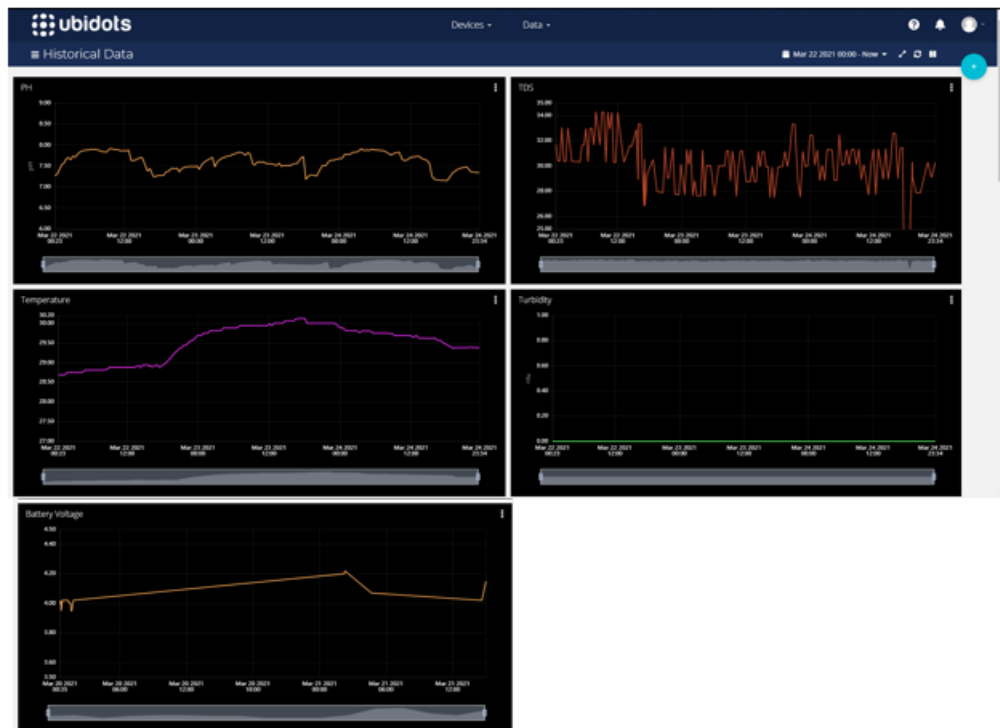 ubidots
Devices
Data
Historical Data
Mar 22 2021 00:00 - Now
PH
9.00
8.50
8.00
7.50
7.00
6.50
6.00
pH
Mar 22 2021 00:23
Mar 22 2021 12:00
Mar 23 2021 00:00
Mar 23 2021 12:00
Mar 24 2021 00:00
Mar 24 2021 12:00
Mar 24 2021 23:34
TDS
35.00
34.00
32.00
30.00
28.00
26.00
25.00
Mar 22 2021 00:23
Mar 22 2021 12:00
Mar 23 2021 00:00
Mar 23 2021 12:00
Mar 24 2021 00:00
Mar 24 2021 12:00
Mar 24 2021 23:34
Temperature
30.20
30.00
29.50
29.00
28.50
28.00
27.50
27.00
Mar 22 2021 00:23
Mar 22 2021 12:00
Mar 23 2021 00:00
Mar 23 2021 12:00
Mar 24 2021 00:00
Mar 24 2021 12:00
Mar 24 2021 23:34
Turbidity
1.00
0.80
0.60
0.40
0.20
0.00
Mar 22 2021 00:23
Mar 22 2021 12:00
Mar 23 2021 00:00
Mar 23 2021 12:00
Mar 24 2021 00:00
Mar 24 2021 12:00
Mar 24 2021 23:34
Battery Voltage
4.50
4.40
4.20
4.00
3.80
3.60
3.50
Mar 20 2021 00:35
Mar 20 2021 06:00
Mar 20 2021 12:00
Mar 20 2021 18:00
Mar 21 2021 00:00
Mar 21 2021 06:00
Mar 21 2021 12:00